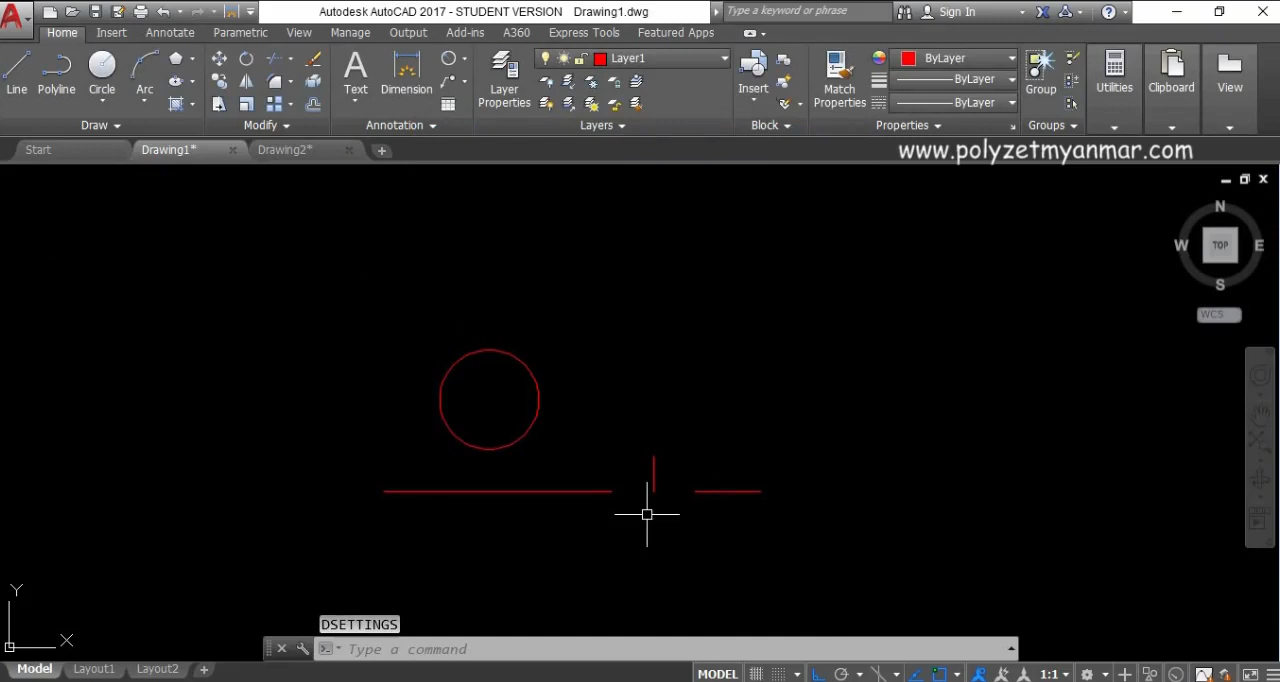 Autodesk AutoCAD 2017 - STUDENT VERSION Drawing1.dwg
Type a keyword or phrase
Sign In
Home Insert Annotate Parametric View Manage Output Add-ins A360 Express Tools Featured Apps
Layer1
ByLayer
ByLayer
ByLayer
Line Polyline Circle Arc
Text Dimension
Layer
Properties
Insert
Match
Properties
Group
Utilities
Clipboard
View
Draw Modify Annotation Layers Block Properties Groups
Start Drawing1* Drawing2*
www.polyzetmyanmar.com
N
W TOP E
S
WCS
Y
X
DSETTINGS
Type a command
Model Layout1 Layout2
MODEL 1:1